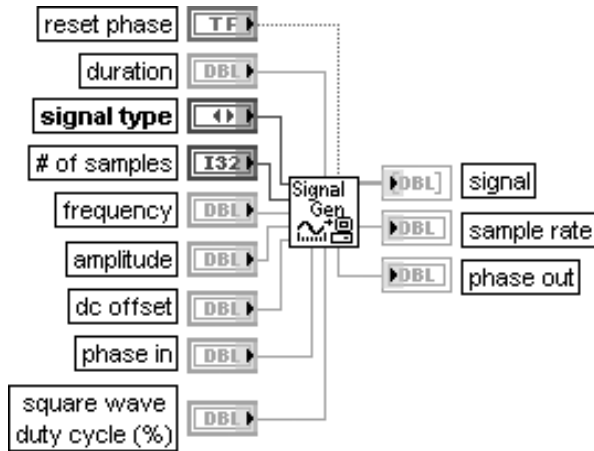 reset phase
TF
duration
DBL
signal type
# of samples
I32
frequency
DBL
amplitude
DBL
dc offset
DBL
phase in
DBL
square wave
duty cycle (%)
DBL
Signal
Gen
[DBL]
signal
DBL
sample rate
DBL
phase out